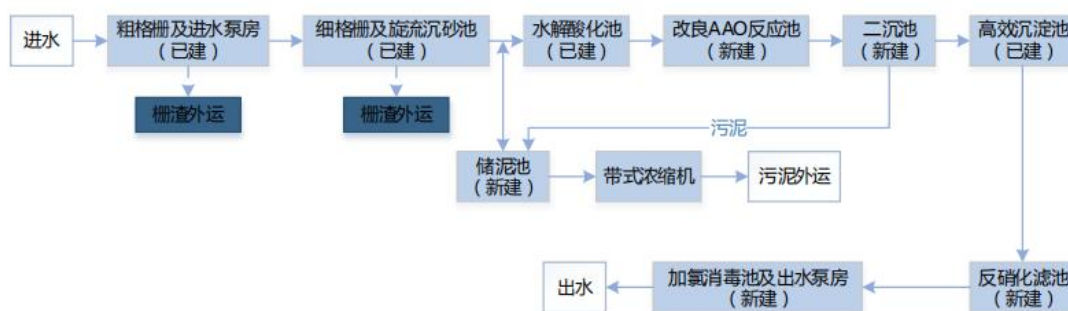 进水
粗格栅及进水泵房
（已建）
细格栅及旋流沉砂池
（已建）
水解酸化池
（已建）
改良AAO反应池
（新建）
二沉池
（新建）
高效沉淀池
（已建）
栅渣外运
栅渣外运
污泥
储泥池
（新建）
带式浓缩机
污泥外运
出水
加氯消毒池及出水泵房
（新建）
反硝化滤池
（新建）